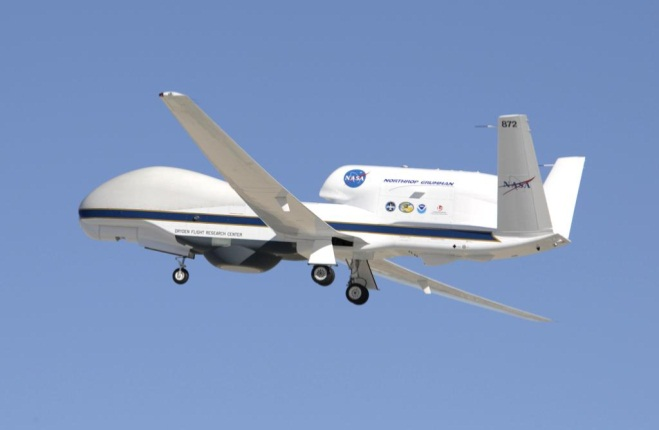 872
NASA
NORTHROP GRUMMAN
NASA
DRYDEN FLIGHT RESEARCH CENTER